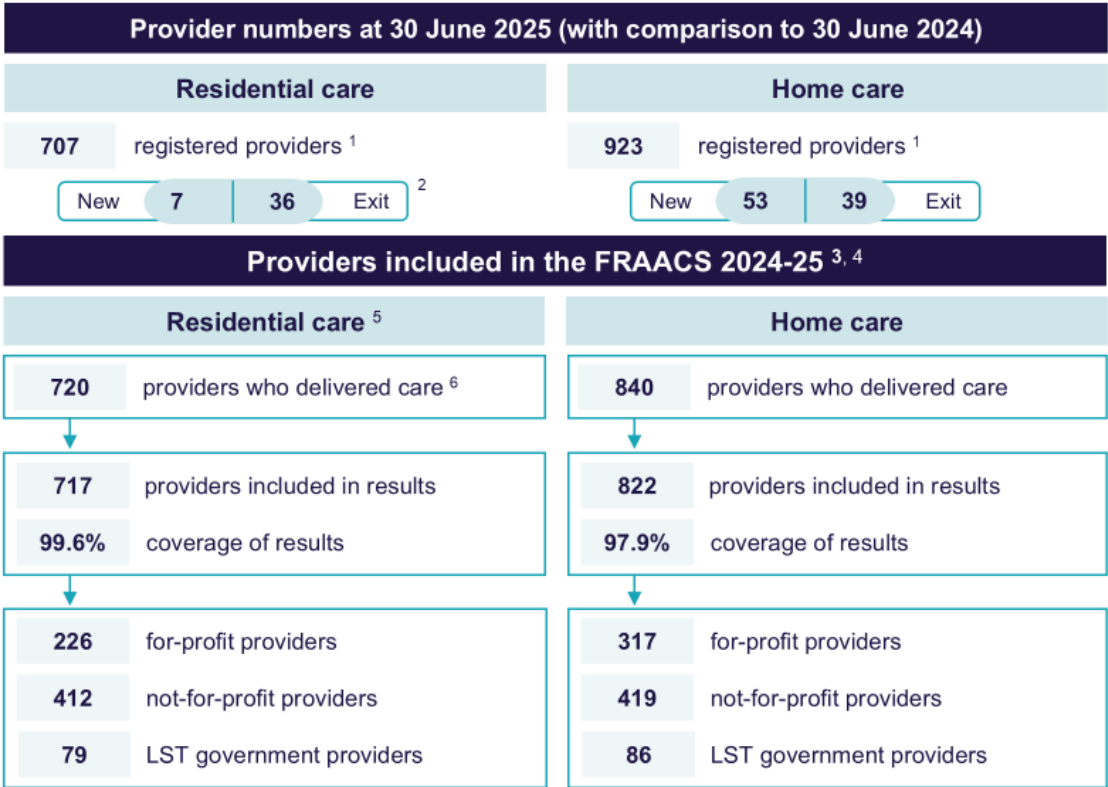 Provider numbers at 30 June 2025 (with comparison to 30 June 2024)
Residential care
707 registered providers 1
New 7 36 Exit 2
Home care
923 registered providers 1
New 53 39 Exit
Providers included in the FRAACS 2024-25 3, 4
Residential care 5
720 providers who delivered care 6
717 providers included in results
99.6% coverage of results
226 for-profit providers
412 not-for-profit providers
79 LST government providers
Home care
840 providers who delivered care
822 providers included in results
97.9% coverage of results
317 for-profit providers
419 not-for-profit providers
86 LST government providers